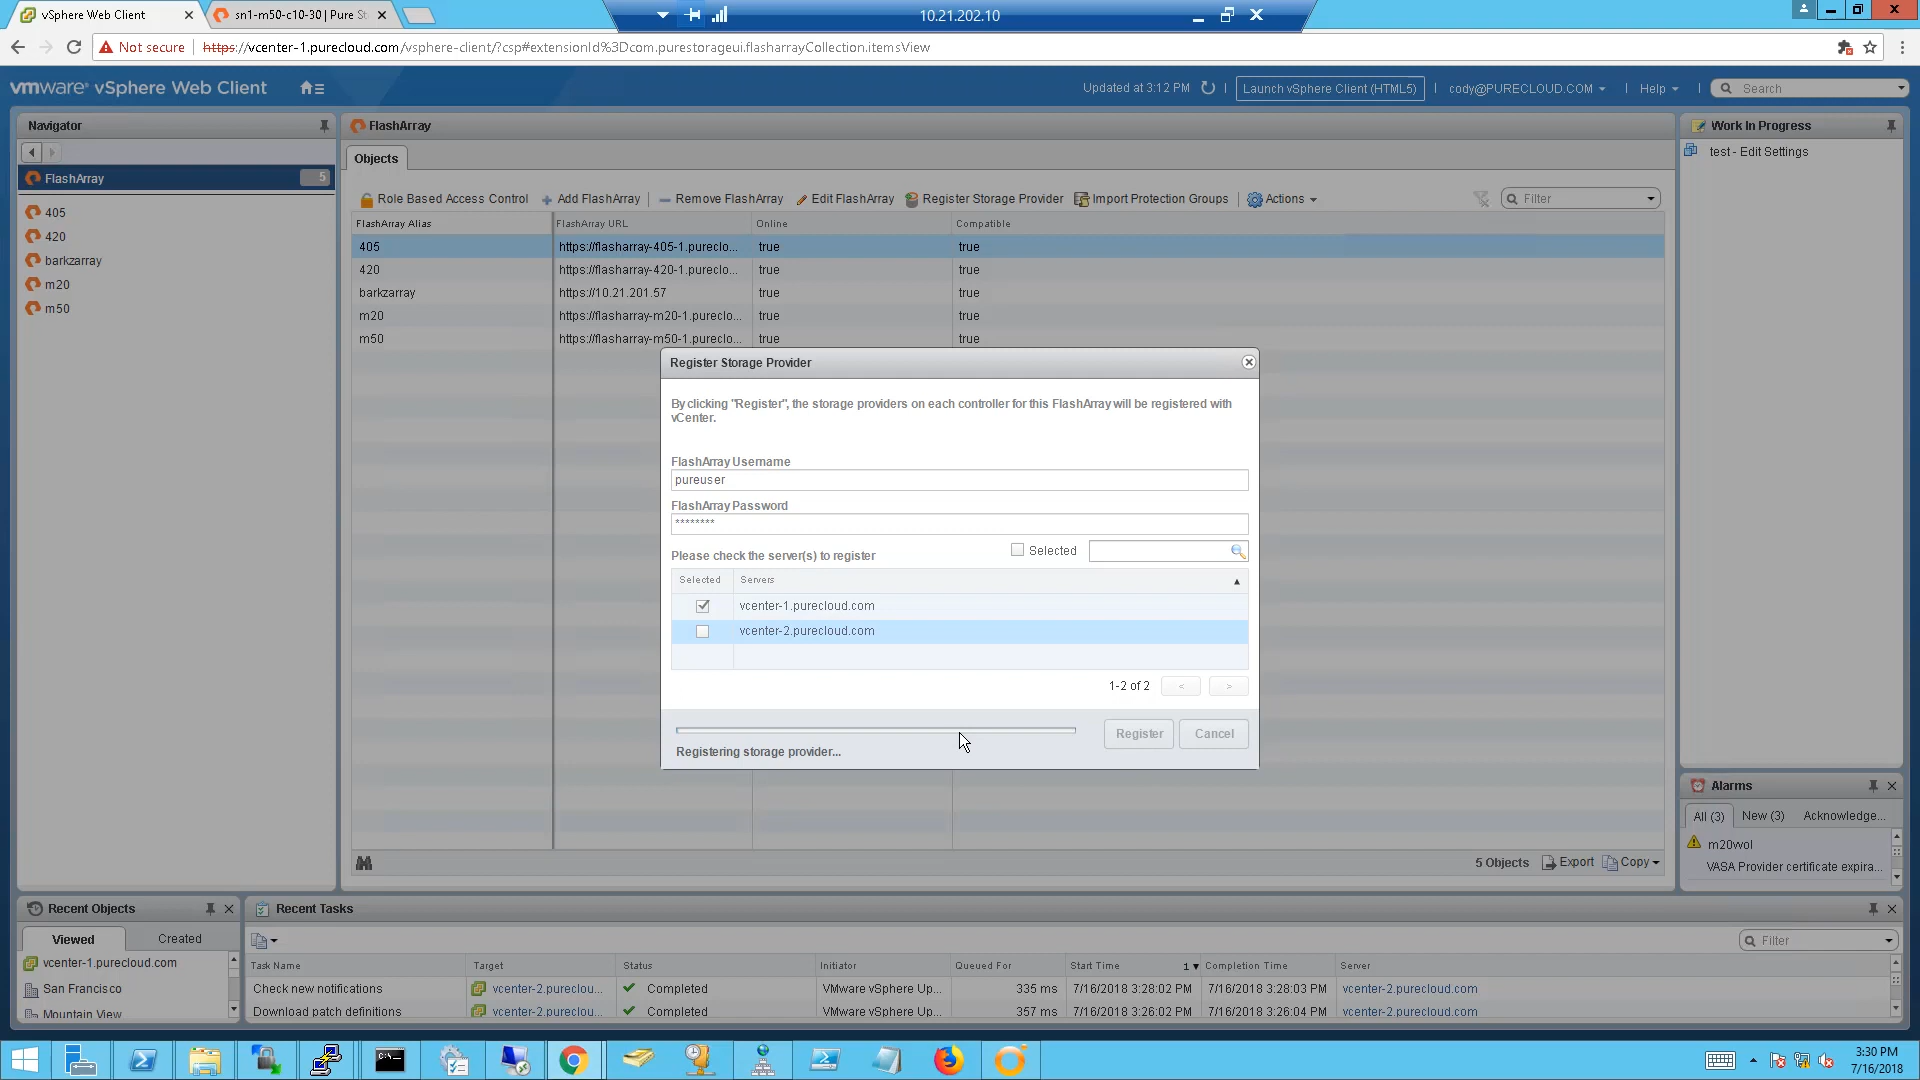 vSphere Web Client
sn1-m50-c10-30 | Pure St
10.21.202.10
Not secure
https://vcenter-1.purecloud.com/vsphere-client/?csp#extensionId%3Dcom.purestorageui.flasharrayCollection.itemsView
vmware® vSphere Web Client
Updated at 3:12 PM
Launch vSphere Client (HTML5)
cody@PURECLOUD.COM
Help
Search
Navigator
FlashArray
Work In Progress
Objects
test - Edit Settings
FlashArray
5
Role Based Access Control
Add FlashArray
Remove FlashArray
Edit FlashArray
Register Storage Provider
Import Protection Groups
Actions
Filter
405
420
barkzarray
m20
m50
FlashArray Alias
FlashArray URL
Online
Compatible
405
https://flasharray-405-1.pureclo...
true
true
420
https://flasharray-420-1.pureclo...
true
true
barkzarray
https://10.21.201.57
true
true
m20
https://flasharray-m20-1.pureclo...
true
true
m50
https://flasharray-m50-1.pureclo...
true
true
Register Storage Provider
By clicking "Register", the storage providers on each controller for this FlashArray will be registered with
vCenter.
FlashArray Username
pureuser
FlashArray Password
********
Please check the server(s) to register
Selected
Selected
Servers
vcenter-1.purecloud.com
vcenter-2.purecloud.com
1-2 of 2
<
>
Registering storage provider...
Register
Cancel
5 Objects
Export
Copy
Alarms
All (3)
New (3)
Acknowledge...
m20wol
VASA Provider certificate expira...
Recent Objects
Viewed
Created
vcenter-1.purecloud.com
San Francisco
Mountain View
Recent Tasks
Filter
Task Name
Target
Status
Initiator
Queued For
Start Time
1
Completion Time
Server
Check new notifications
vcenter-2.pureclou...
Completed
VMware vSphere Up...
335 ms
7/16/2018 3:28:02 PM
7/16/2018 3:28:03 PM
vcenter-2.purecloud.com
Download patch definitions
vcenter-2.pureclou...
Completed
VMware vSphere Up...
357 ms
7/16/2018 3:26:02 PM
7/16/2018 3:26:04 PM
vcenter-2.purecloud.com
3:30 PM
7/16/2018